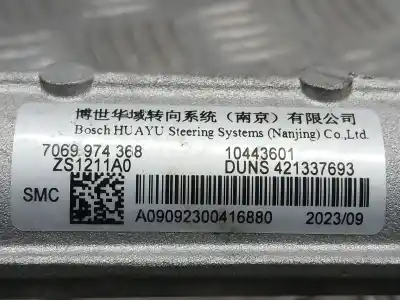 博世华域转向系统（南京）有限公司
Bosch HUAYU Steering Systems (Nanjing) Co.,Ltd.
7069 974 368 10443601
ZS1211A0 DUNS 421337693
SMC
A09092300416880 2023/09